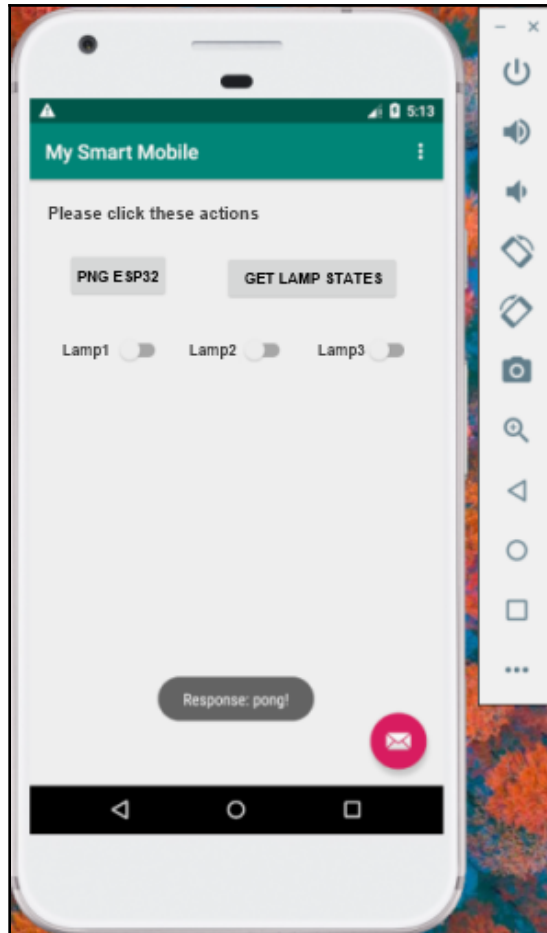 5:13
My Smart Mobile
Please click these actions
PNG ESP32
GET LAMP STATES
Lamp1 Lamp2 Lamp3
Response: pong!